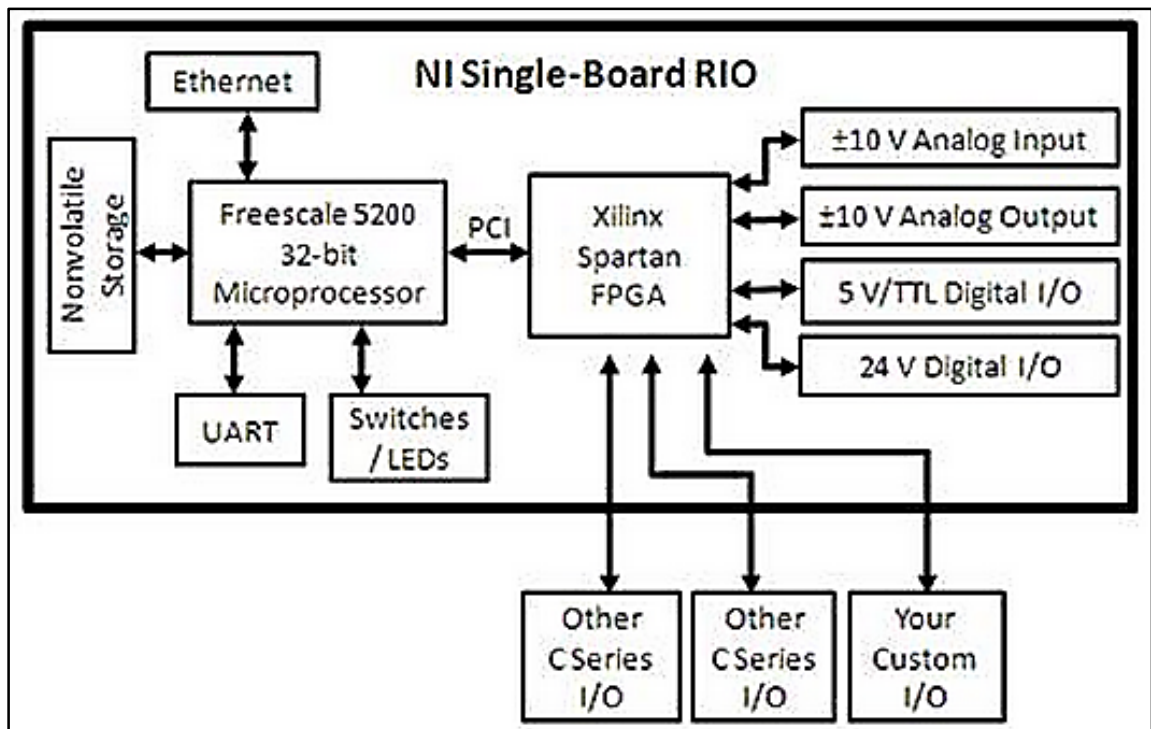 NI Single-Board RIO
Ethernet
Nonvolatile
Storage
Freescale 5200
32-bit
Microprocessor
PCI
Xilinx
Spartan
FPGA
±10 V Analog Input
±10 V Analog Output
5 V/TTL Digital I/O
24 V Digital I/O
UART
Switches
/ LEDs
Other
C Series
I/O
Other
C Series
I/O
Your
Custom
I/O